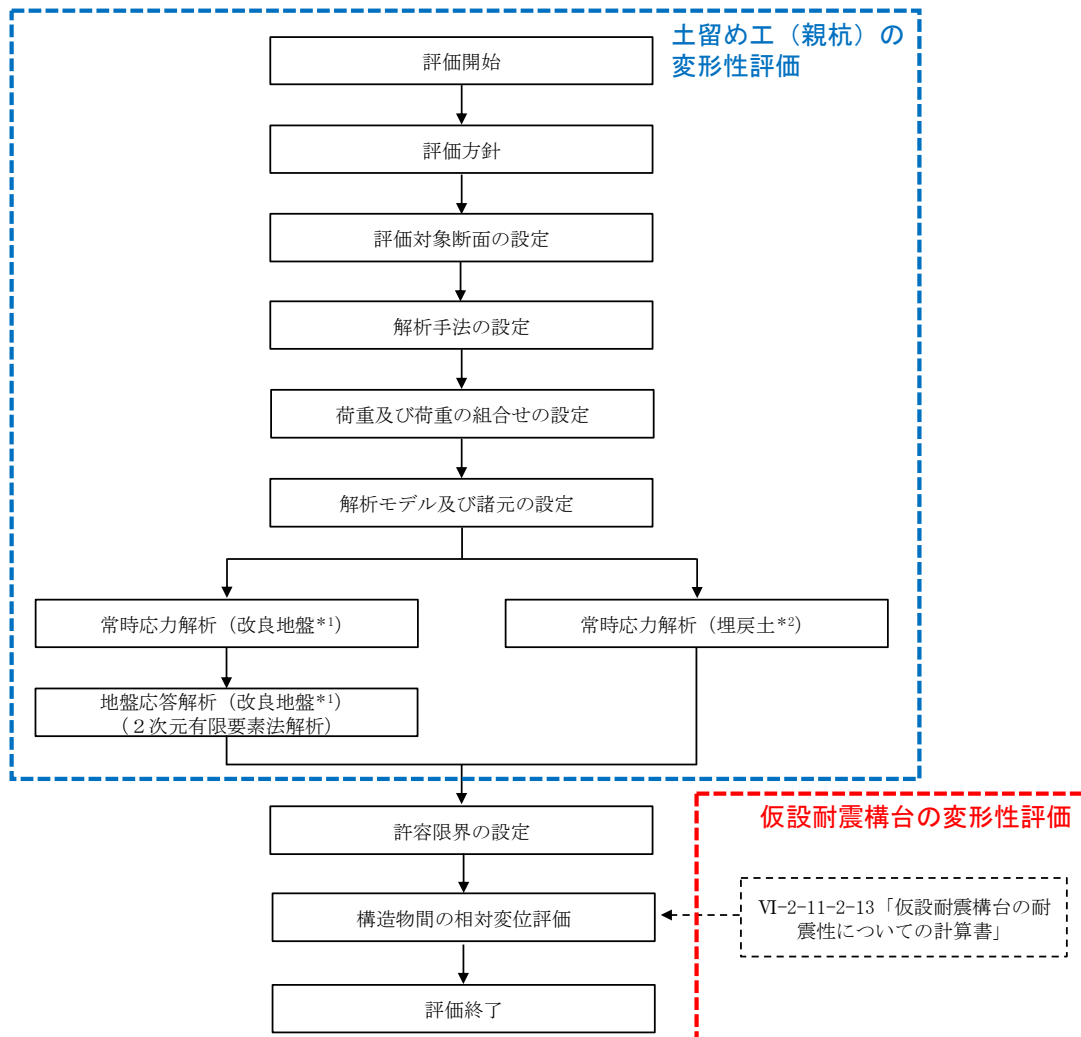 土留め工(親杭)の
変形性評価
評価開始
評価方針
評価対象断面の設定
解析手法の設定
荷重及び荷重の組合せの設定
解析モデル及び諸元の設定
常時応力解析(改良地盤*1)
常時応力解析(埋戻土*2)
地盤応答解析(改良地盤*1)
(2次元有限要素法解析)
許容限界の設定
仮設耐震構台の変形性評価
構造物間の相対変位評価
Ⅵ-2-11-2-13「仮設耐震構台の耐
震性についての計算書」
評価終了